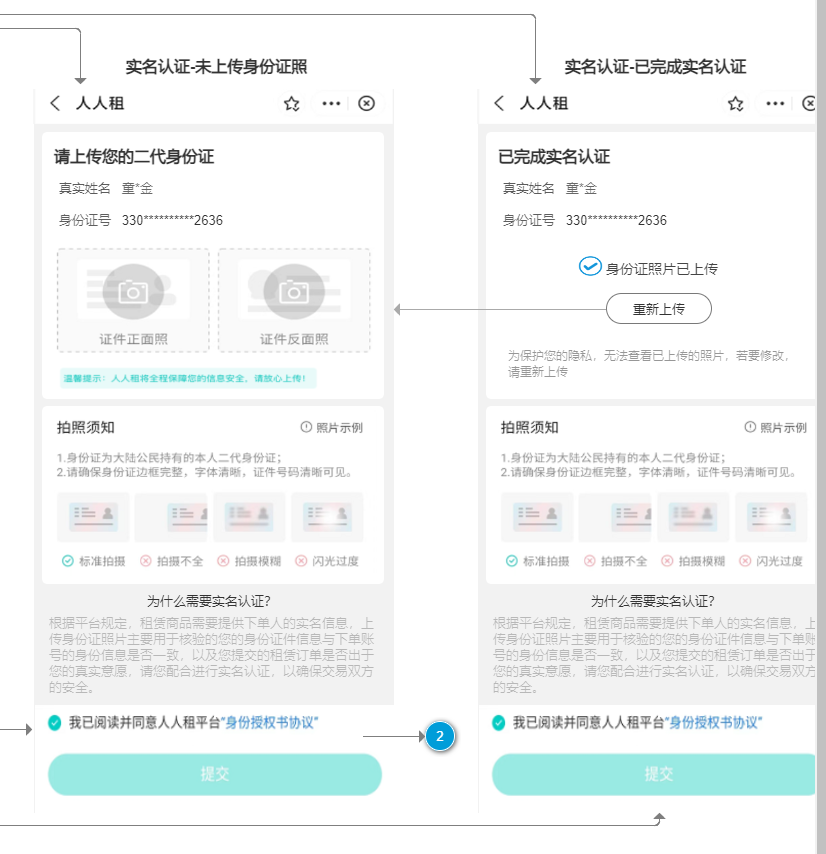 实名认证-未上传身份证照
人人租
请上传您的二代身份证
真实姓名 童*金
身份证号 330**********2636
证件正面照
证件反面照
温馨提示：人人租将全程保障您的信息安全，请放心上传！
拍照须知
照片示例
1.身份证为大陆公民持有的本人二代身份证；
2.请确保身份证边框完整，字体清晰，证件号码清晰可见。
标准拍摄
拍摄不全
拍摄模糊
闪光过度
为什么需要实名认证?
根据平台规定，租赁商品需要提供下单人的实名信息，上
传身份证照片主要用于核验的您的身份证件信息与下单账
号的身份信息是否一致，以及您提交的租赁订单是否出于
您的真实意愿，请您配合进行实名认证，以确保交易双方
的安全。
我已阅读并同意人人租平台“身份授权书协议”
提交
2
实名认证-已完成实名认证
人人租
已完成实名认证
真实姓名 童*金
身份证号 330**********2636
身份证照片已上传
重新上传
为保护您的隐私，无法查看已上传的照片，若要修改，
请重新上传
拍照须知
照片示例
1.身份证为大陆公民持有的本人二代身份证；
2.请确保身份证边框完整，字体清晰，证件号码清晰可见。
标准拍摄
拍摄不全
拍摄模糊
闪光过度
为什么需要实名认证?
根据平台规定，租赁商品需要提供下单人的实名信息，上
传身份证照片主要用于核验的您的身份证件信息与下单账
号的身份信息是否一致，以及您提交的租赁订单是否出于
您的真实意愿，请您配合进行实名认证，以确保交易双方
的安全。
我已阅读并同意人人租平台“身份授权书协议”
提交